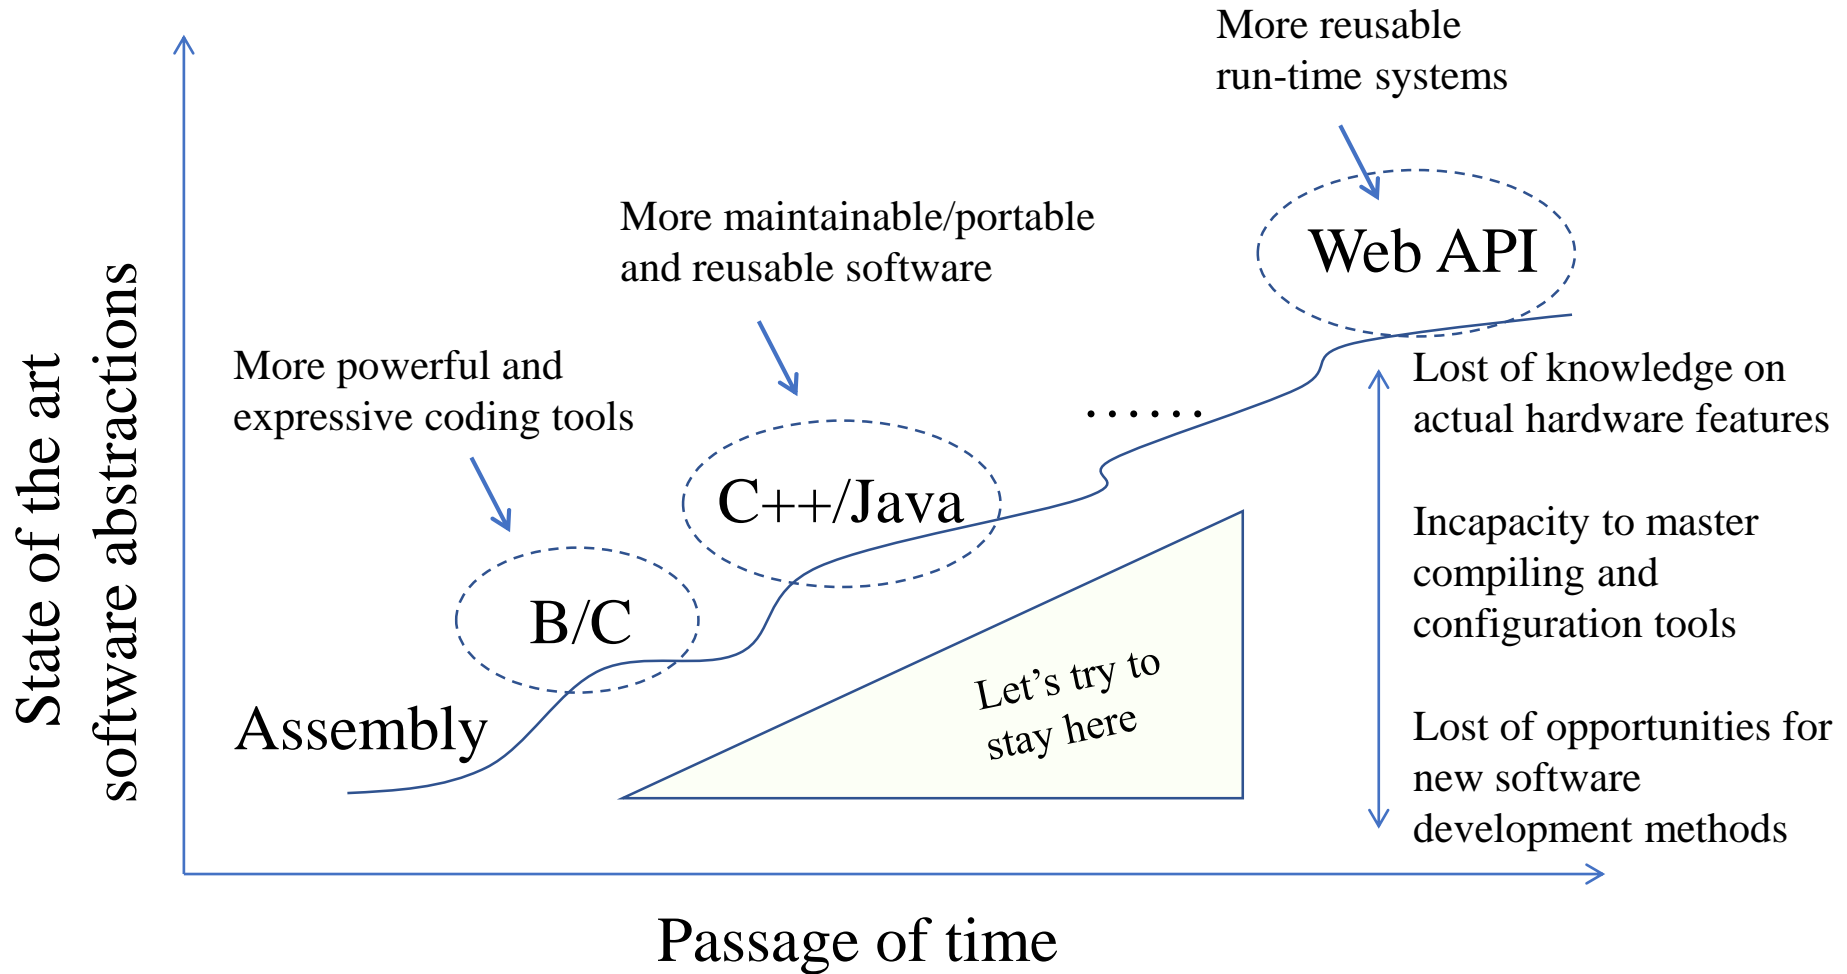 More reusable
run-time systems
More maintainable/portable
and reusable software
Web API
More powerful and
expressive coding tools
......
C++/Java
B/C
Assembly
State of the art
software abstractions
Let’s try to
stay here
Lost of knowledge on
actual hardware features
Incapacity to master
compiling and
configuration tools
Lost of opportunities for
new software
development methods
Passage of time